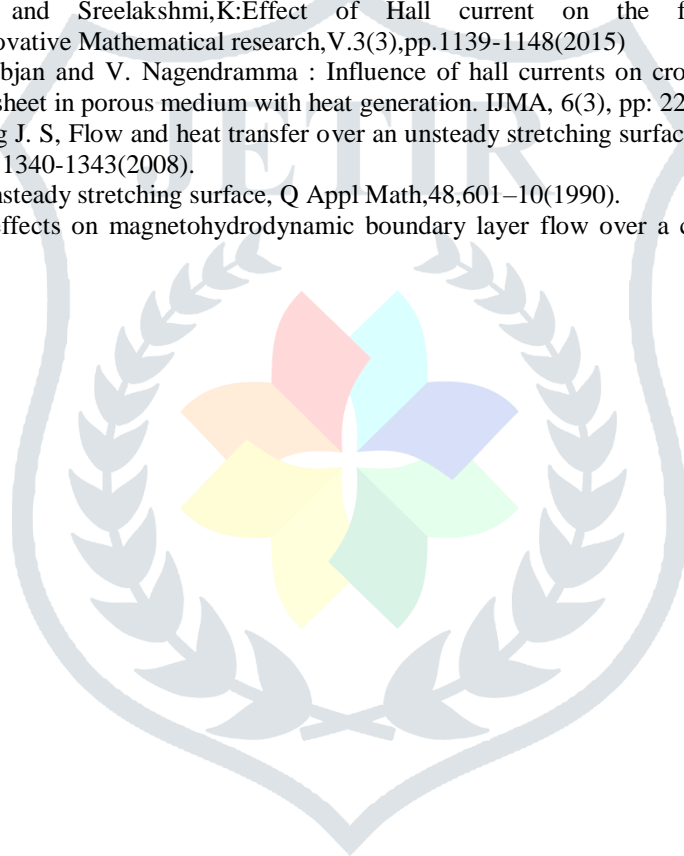 and Sreelakshmi,K:Effect of Hall current on the f
ovative Mathematical research,V.3(3),pp.1139-1148(2015)
bjan and V. Nagendramma : Influence of hall currents on cro
sheet in porous medium with heat generation. IJMA, 6(3), pp: 22
g J. S, Flow and heat transfer over an unsteady stretching surfac
1340-1343(2008).
nsteady stretching surface, Q Appl Math,48,601–10(1990).
effects on magnetohydrodynamic boundary layer flow over a c
JETIR